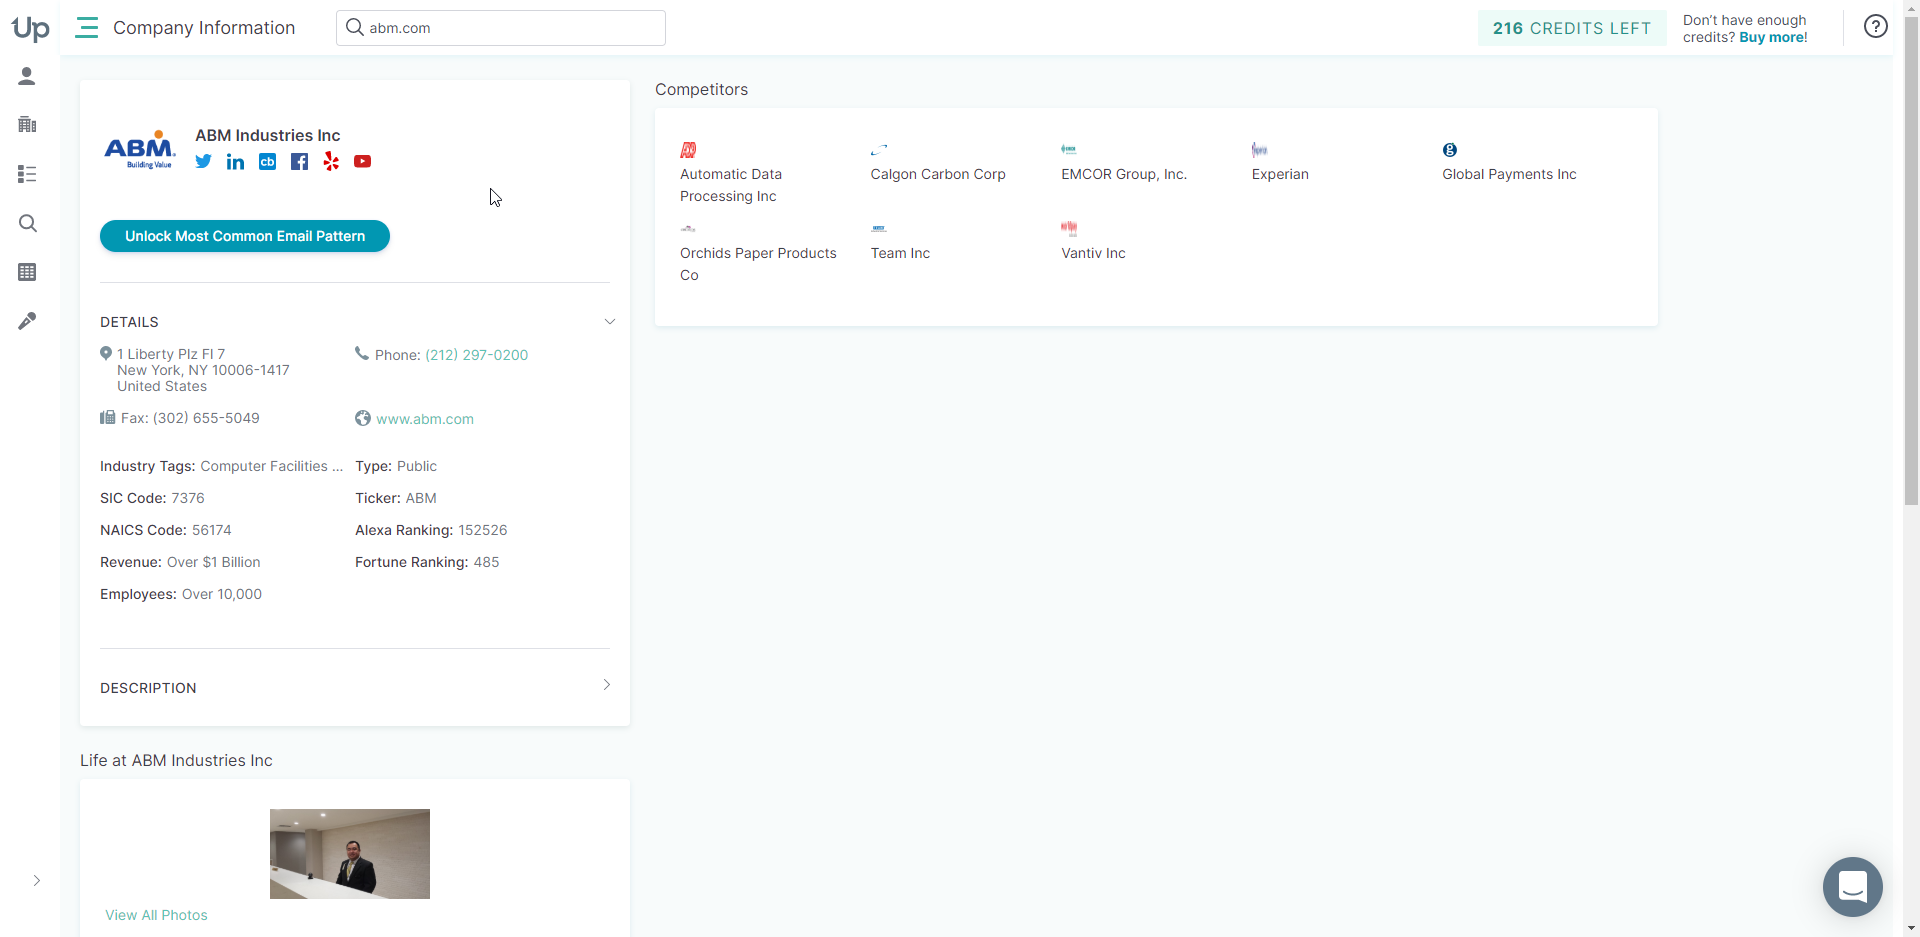 Up
Company Information
abm.com
216 CREDITS LEFT
Don't have enough
credits? Buy more!
ABM
Building Value
ABM Industries Inc
Unlock Most Common Email Pattern
DETAILS
1 Liberty Plz Fl 7
New York, NY 10006-1417
United States
Phone: (212) 297-0200
Fax: (302) 655-5049
www.abm.com
Industry Tags: Computer Facilities ...
Type: Public
SIC Code: 7376
Ticker: ABM
NAICS Code: 56174
Alexa Ranking: 152526
Revenue: Over $1 Billion
Fortune Ranking: 485
Employees: Over 10,000
DESCRIPTION
Life at ABM Industries Inc
View All Photos
Competitors
Automatic Data
Processing Inc
Calgon Carbon Corp
EMCOR Group, Inc.
Experian
Global Payments Inc
Orchids Paper Products
Co
Team Inc
Vantiv Inc